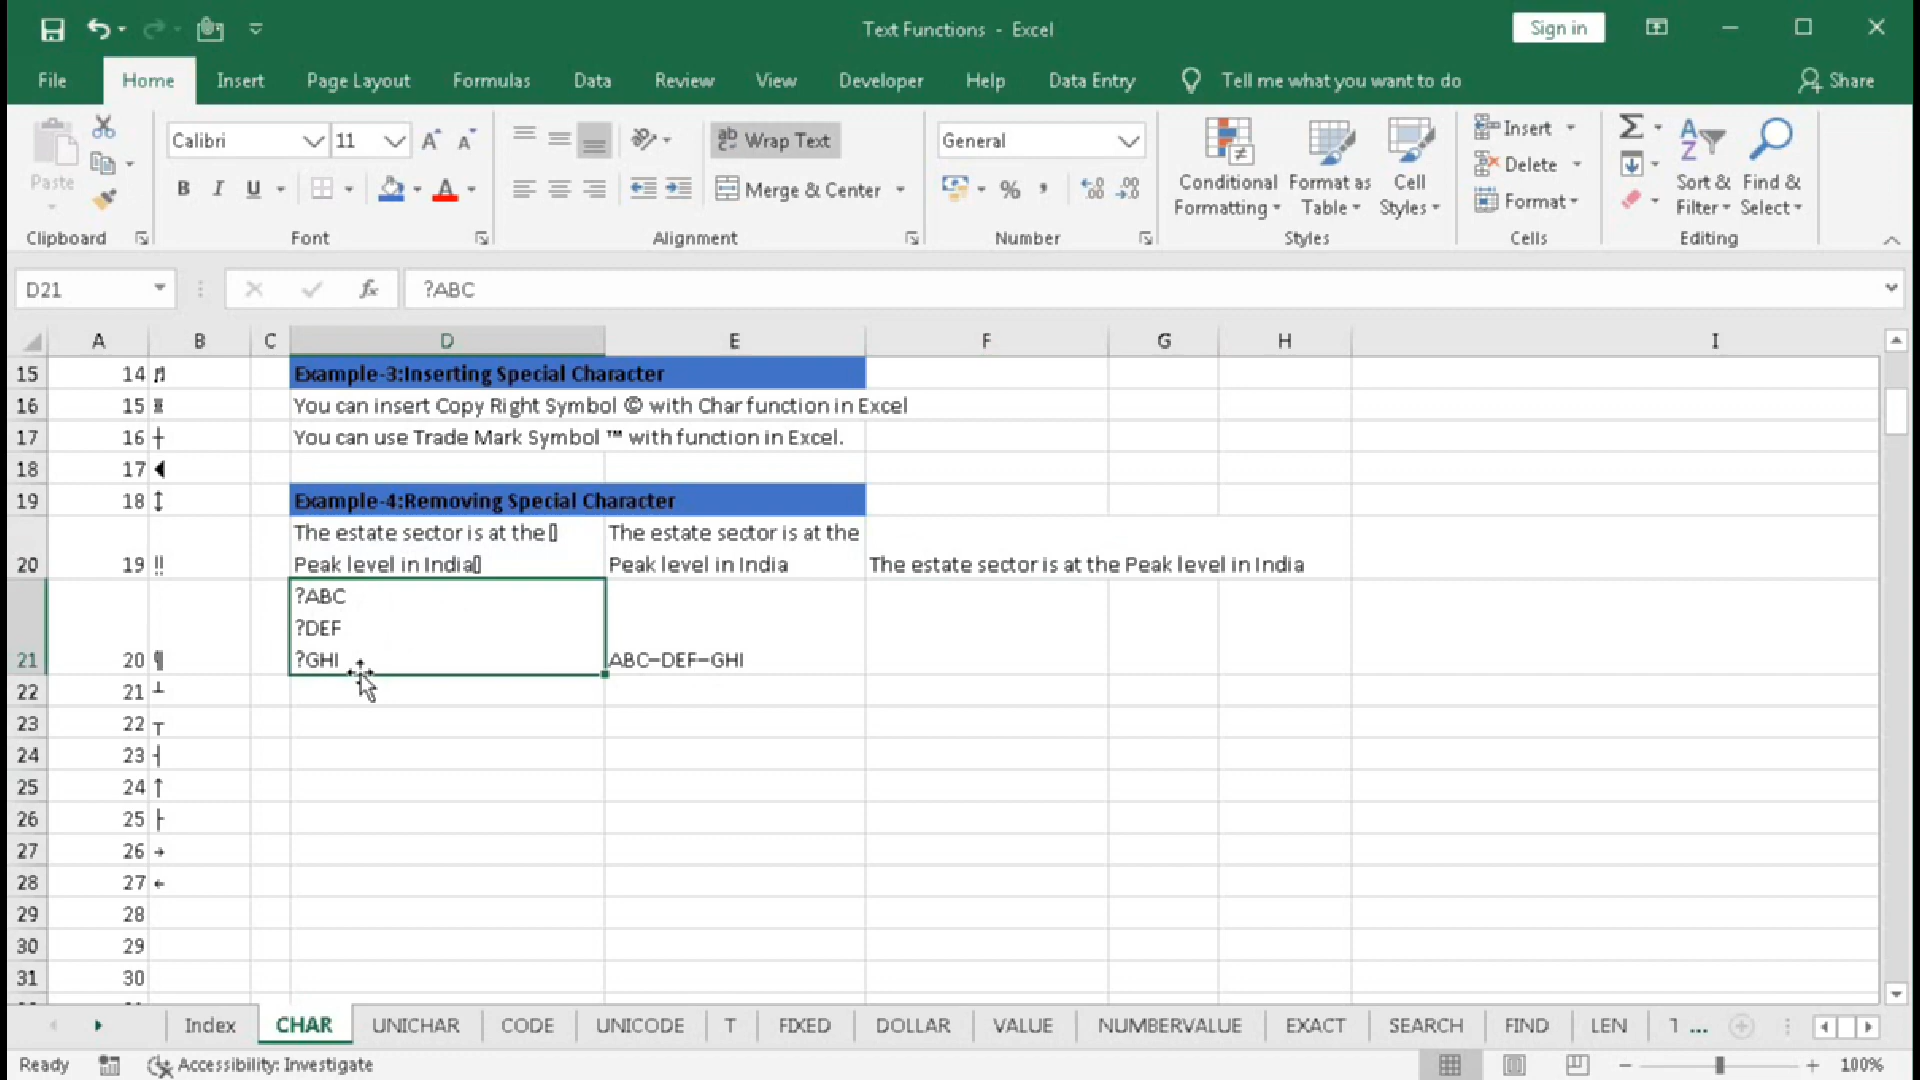 Text Functions - Excel
Sign in
File Home Insert Page Layout Formulas Data Review View Developer Help Data Entry Tell me what you want to do Share
Paste
Clipboard
Calibri 11
B I U
Font
Wrap Text
Merge & Center
Alignment
General
Number
Conditional Formatting
Format as Table
Cell Styles
Styles
Insert
Delete
Format
Cells
Sort & Filter
Find & Select
Editing
D21 fx ?ABC
A B C D E F G H I
15 14 ♫ Example-3:Inserting Special Character
16 15 You can insert Copy Right Symbol © with Char function in Excel
17 16 ┼ You can use Trade Mark Symbol ™ with function in Excel.
18 17 ◄
19 18 ↕ Example-4:Removing Special Character
20 19 ‼
The estate sector is at the▯
Peak level in India▯
The estate sector is at the
Peak level in India
The estate sector is at the Peak level in India
21 20 ¶
?ABC
?DEF
?GHI
ABC-DEF-GHI
22 21 ┴
23 22 ┬
24 23 ┤
25 24 ↑
26 25 ├
27 26 →
28 27 ←
29 28
30 29
31 30
Index CHAR UNICHAR CODE UNICODE T FIXED DOLLAR VALUE NUMBERVALUE EXACT SEARCH FIND LEN ...
Ready Accessibility: Investigate 100%